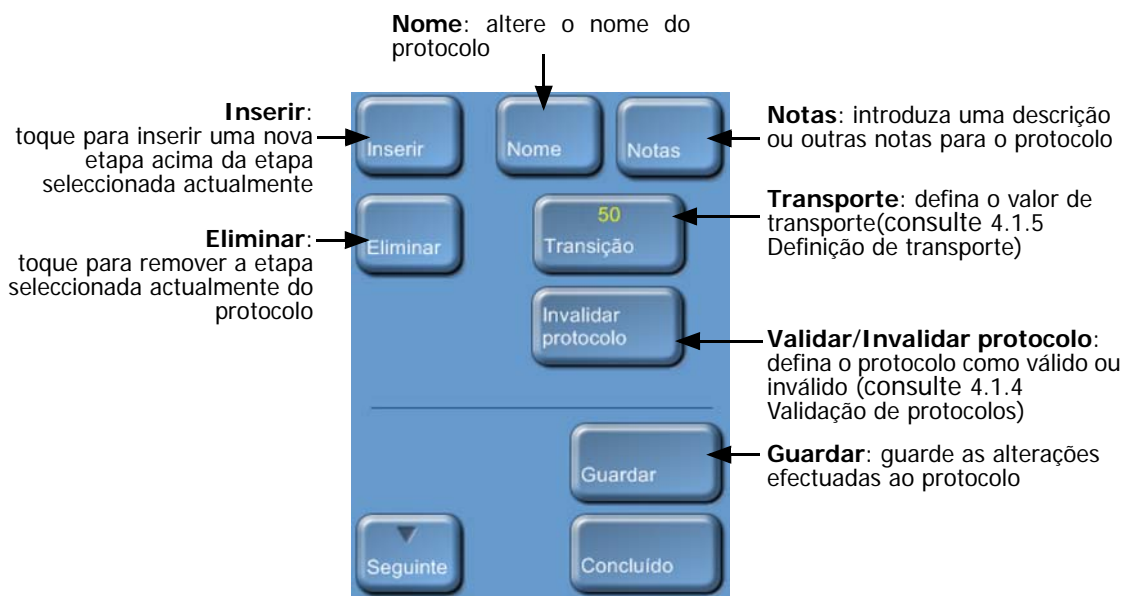 Nome: altere o nome do
protocolo
Inserir:
toque para inserir uma nova
etapa acima da etapa
seleccionada actualmente
Eliminar:
toque para remover a etapa
seleccionada actualmente do
protocolo
Inserir
Nome
Notas
Eliminar
50
Transição
Invalidar
protocolo
Guardar
Seguinte
Concluído
Notas: introduza uma descrição
ou outras notas para o protocolo
Transporte: defina o valor de
transporte(consulte 4.1.5
Definição de transporte)
Validar/Invalidar protocolo:
defina o protocolo como válido ou
inválido (consulte 4.1.4
Validação de protocolos)
Guardar: guarde as alterações
efectuadas ao protocolo